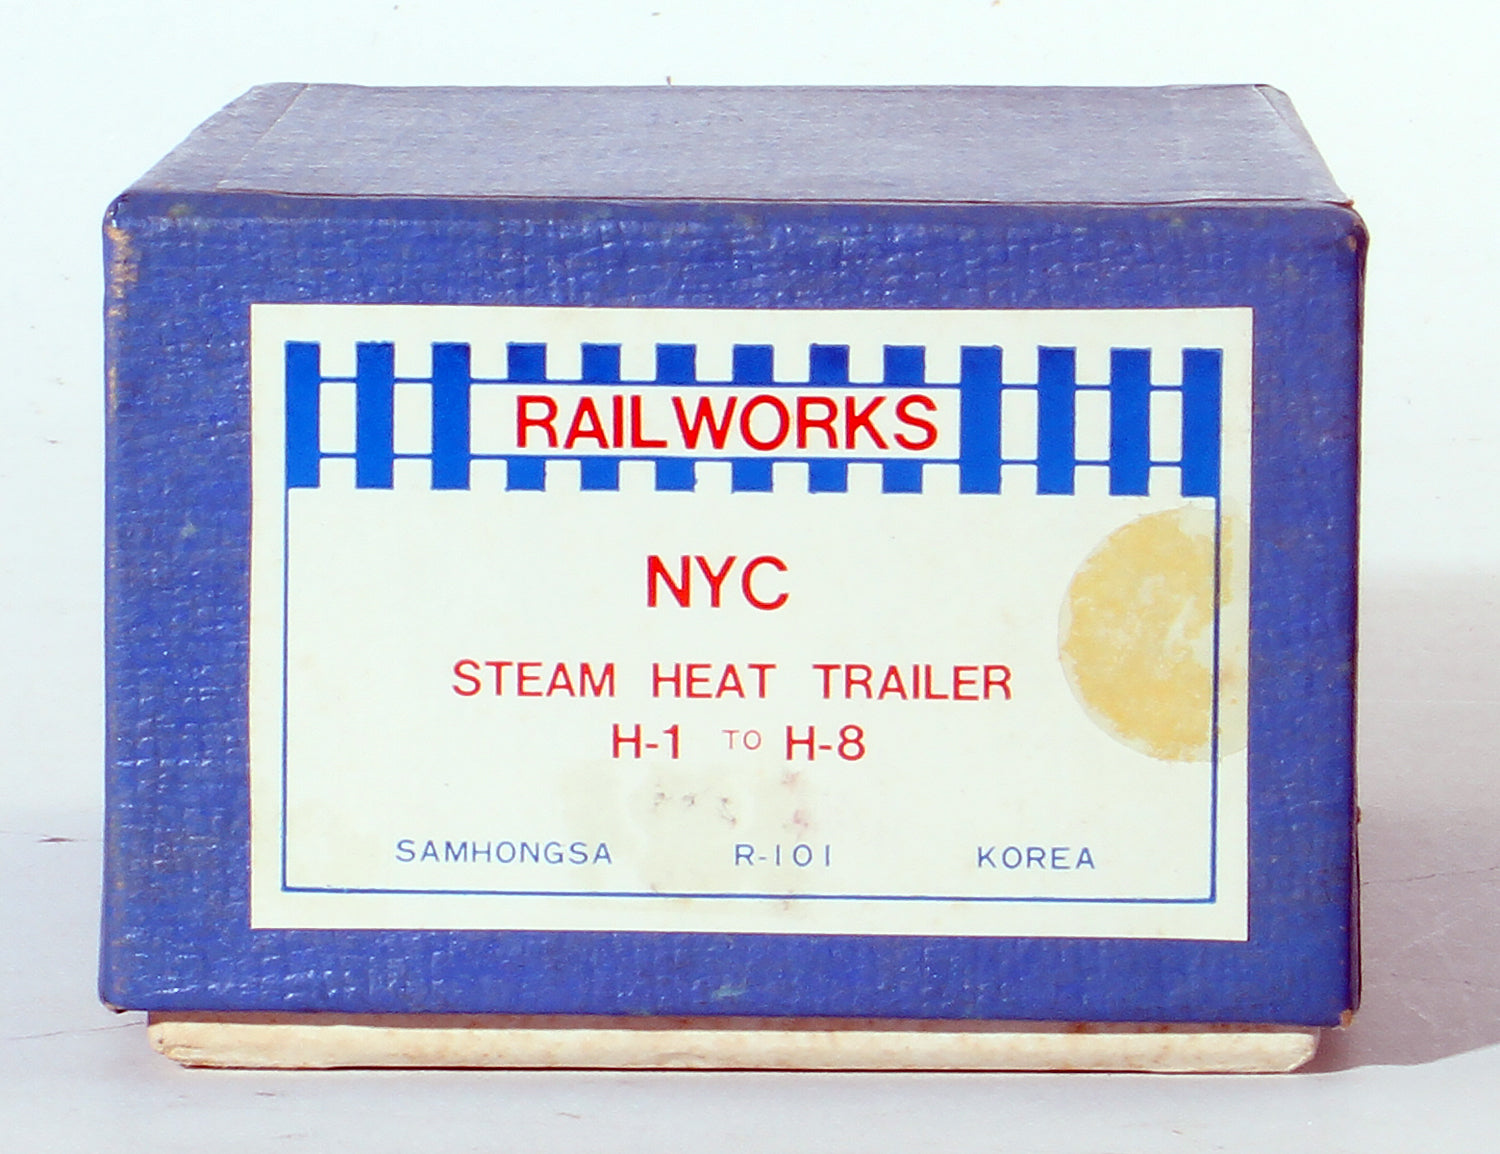 RAILWORKS
NYC
STEAM HEAT TRAILER
H-1 TO H-8
SAMHONGSA R-101 KOREA